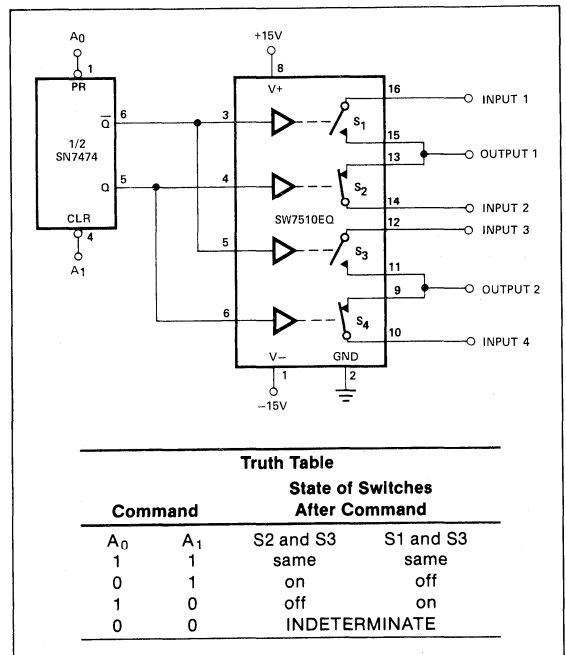 A0
+15V
1
8
PR
V+
16
INPUT 1
Q̅ 6
3
S1
1/2
SN7474
15
OUTPUT 1
13
Q 5
4
S2
14
INPUT 2
SW7510EQ
12
INPUT 3
CLR
4
5
S3
A1
11
OUTPUT 2
9
6
S4
10
INPUT 4
V−
GND
1
2
−15V
Truth Table
State of Switches
Command After Command
A0 A1 S2 and S3 S1 and S3
1 1 same same
0 1 on off
1 0 off on
0 0 INDETERMINATE